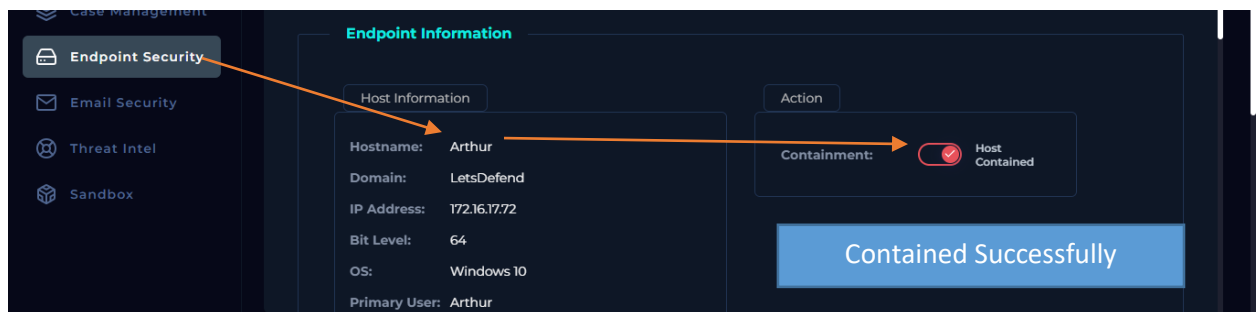 Case Management
Endpoint Security
Email Security
Threat Intel
Sandbox
Endpoint Information
Host Information
Hostname: Arthur
Domain: LetsDefend
IP Address: 172.16.17.72
Bit Level: 64
OS: Windows 10
Primary User: Arthur
Action
Containment:
Host
Contained
Contained Successfully